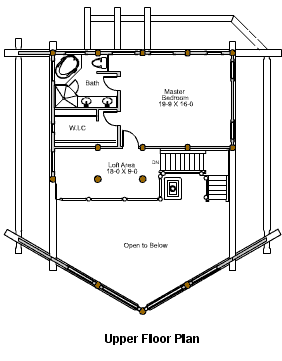 Bath
Master
Bedroom
19-9 X 16-0
W.I.C
Loft Area
18-0 X 9-0
DN
Open to Below
Upper Floor Plan